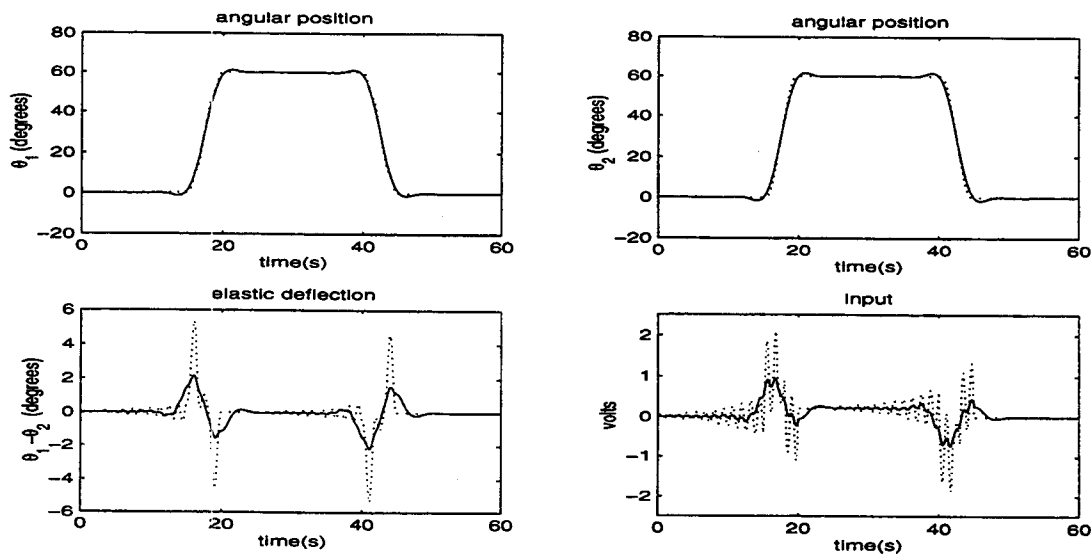 angular position
80
60
40
20
0
−20
θ1 (degrees)
0 20 40 60
time(s)
angular position
80
60
40
20
0
−20
θ2 (degrees)
0 20 40 60
time(s)
elastic deflection
6
4
2
0
−2
−4
−6
θ1−θ2 (degrees)
0 20 40 60
time(s)
input
2
1
0
−1
−2
volts
0 20 40 60
time(s)